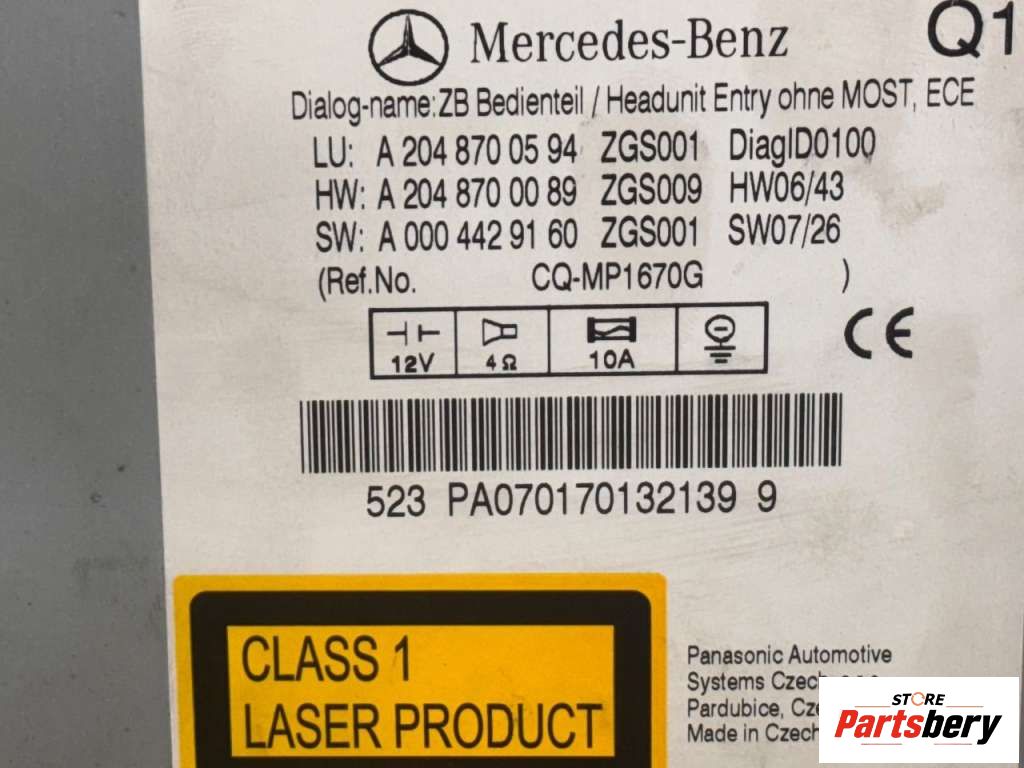 Mercedes-Benz
Q1
Dialog-name: ZB Bedienteil / Headunit Entry ohne MOST, ECE
LU: A 204 870 05 94 ZGS001 DiagID0100
HW: A 204 870 00 89 ZGS009 HW06/43
SW: A 000 442 91 60 ZGS001 SW07/26
(Ref.No. CQ-MP1670G )
12V 4Ω 10A
CE
523 PA070170132139 9
CLASS 1
LASER PRODUCT
Panasonic Automotive
Systems Czech
Pardubice,
Made in Czech
STORE
Partsbery